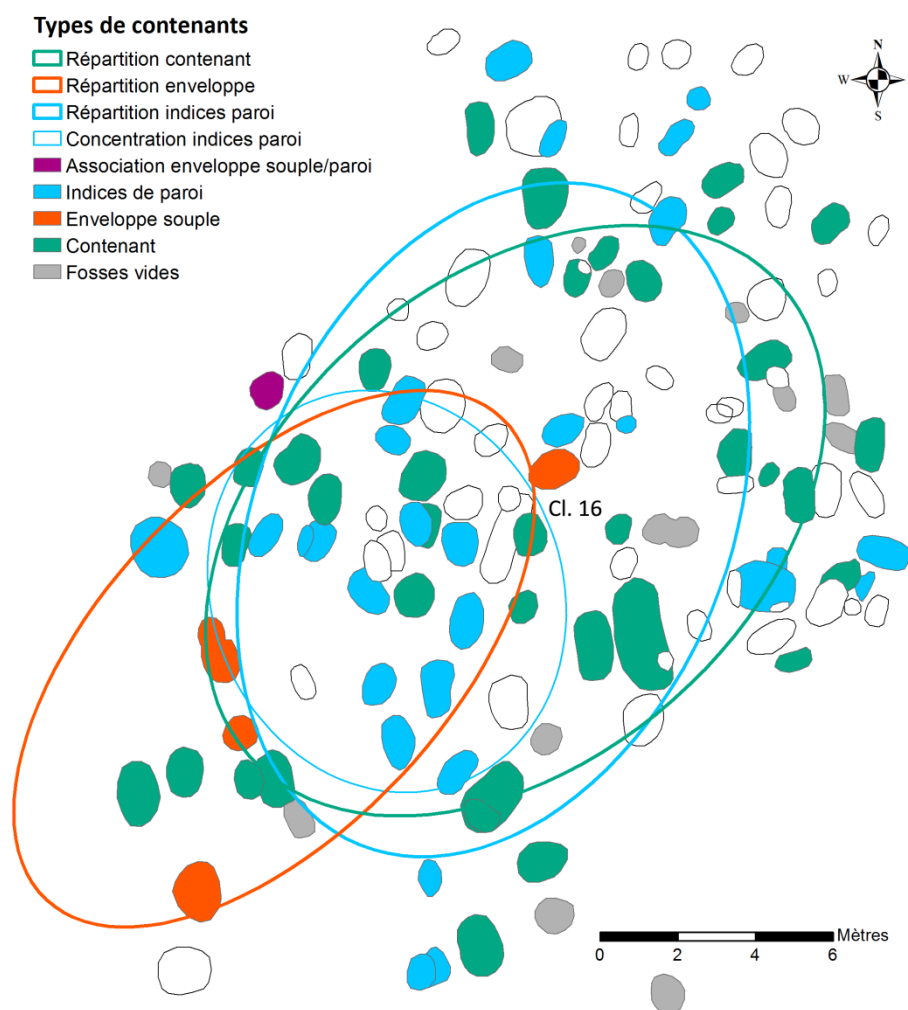 Types de contenants
Répartition contenant
Répartition enveloppe
Répartition indices paroi
Concentration indices paroi
Association enveloppe souple/paroi
Indices de paroi
Enveloppe souple
Contenant
Fosses vides
N
W
E
S
Cl. 16
Mètres
0 2 4 6